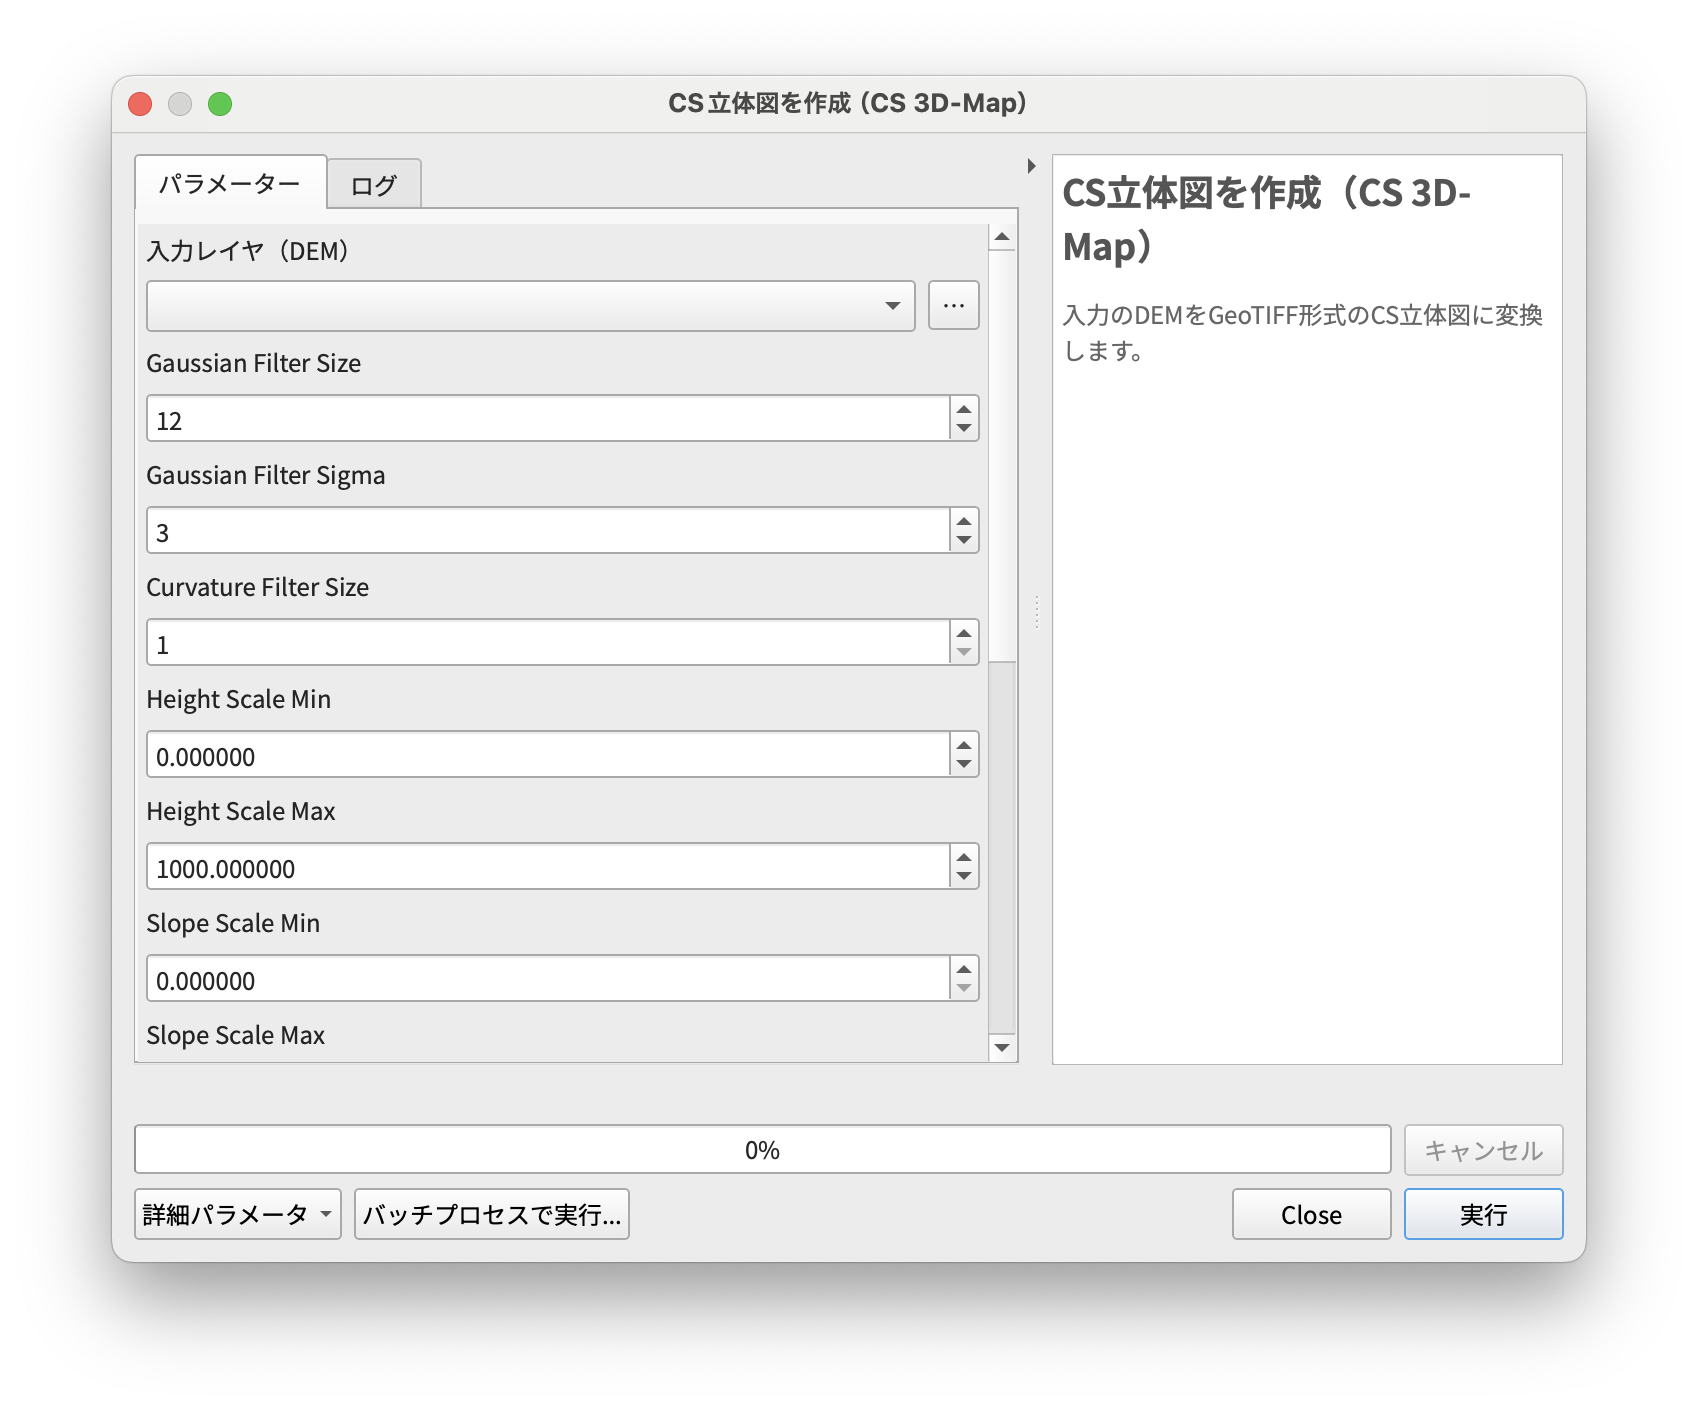 CS立体図を作成（CS 3D-Map）
パラメーター
ログ
入力レイヤ（DEM）
…
Gaussian Filter Size
12
Gaussian Filter Sigma
3
Curvature Filter Size
1
Height Scale Min
0.000000
Height Scale Max
1000.000000
Slope Scale Min
0.000000
Slope Scale Max
CS立体図を作成（CS 3D-
Map）
入力のDEMをGeoTIFF形式のCS立体図に変換
します。
0%
キャンセル
詳細パラメータ
バッチプロセスで実行...
Close
実行